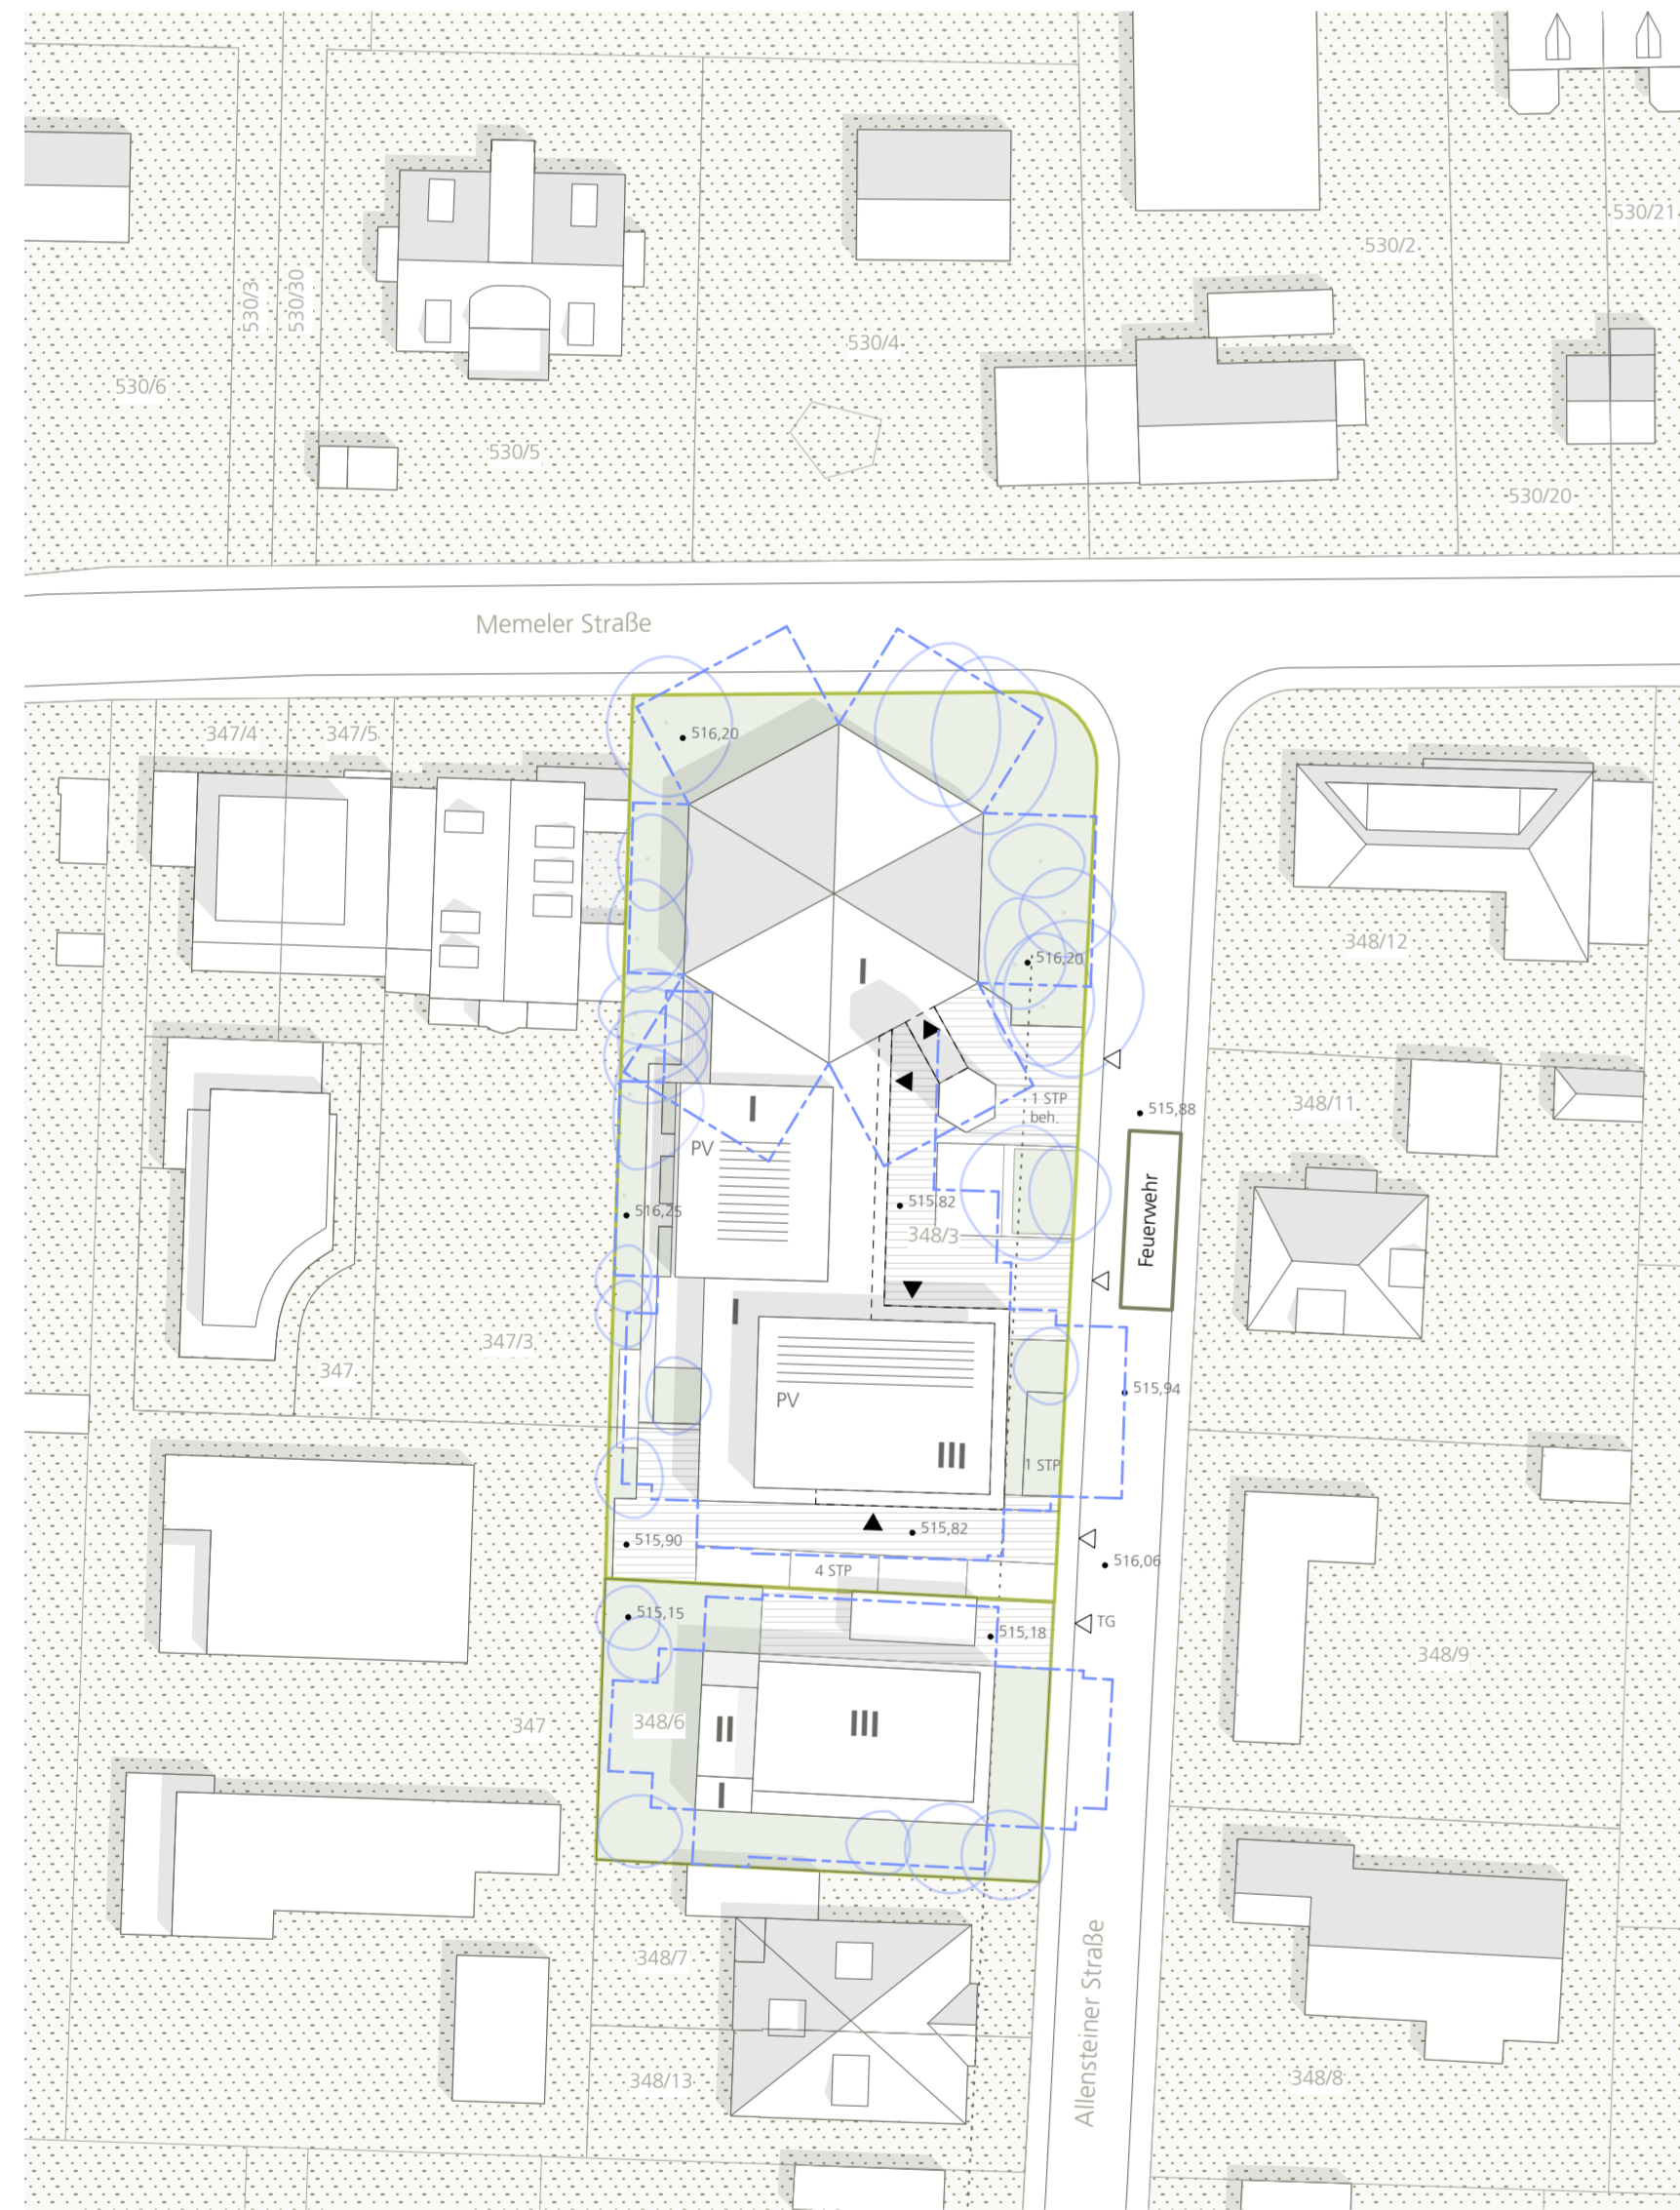 530/21
530/2
530/3
530/30
530/4
530/6
530/5
530/20
Memeler Straße
347/4
347/5
516,20
348/12
516,20
I
348/11
1 STP
beh.
515,88
I
PV
Feuerwehr
516,25
515,82
348/3
I
347/3
347
515,94
PV
III
1 STP
515,82
515,90
516,06
4 STP
515,15
TG
515,18
348/9
348/6
II
III
347
I
Allensteiner Straße
348/7
348/8
348/13